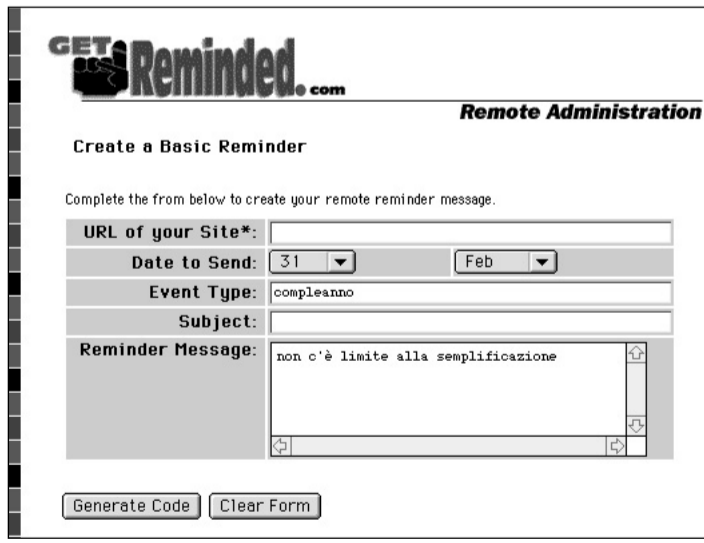 GET
Reminded.com
Remote Administration
Create a Basic Reminder
Complete the from below to create your remote reminder message.
URL of your Site*:
Date to Send: 31 Feb
Event Type: compleanno
Subject:
Reminder Message: non c'è limite alla semplificazione
Generate Code Clear Form